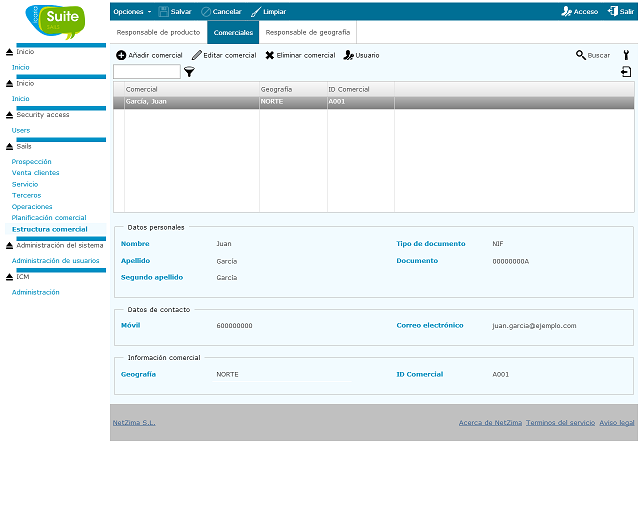 Suite
Opciones Salvar Cancelar Limpiar Acceso Salir
Responsable de producto Comerciales Responsable de geografía
Añadir comercial Editar comercial Eliminar comercial Usuario Buscar
Comercial Geografía ID Comercial
García, Juan NORTE A001
Inicio
Inicio
Inicio
Inicio
Security access
Users
Sails
Prospección
Venta clientes
Servicio
Terceros
Operaciones
Planificación comercial
Estructura comercial
Administración del sistema
Administración de usuarios
ICM
Administración
Datos personales
Nombre Juan Tipo de documento NIF
Apellido García Documento 00000000A
Segundo apellido García
Datos de contacto
Móvil 600000000 Correo electrónico juan.garcia@ejemplo.com
Información comercial
Geografía NORTE ID Comercial A001
NetZima S.L. Acerca de NetZima Terminos del servicio Aviso legal